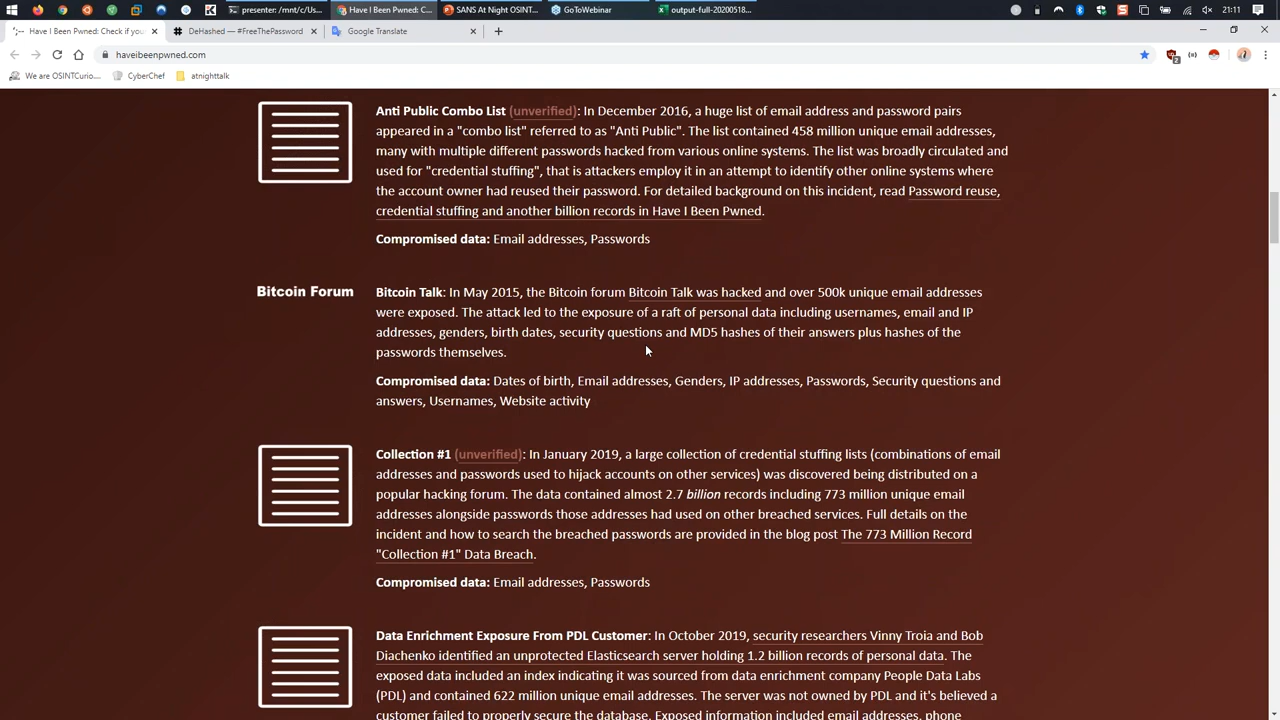 presenter: /mnt/c/Us...
Have I Been Pwned: C...
SANS At Night OSINT...
GoToWebinar
output-full-20200518...
21:11
Have I Been Pwned: Check if you
DeHashed — #FreeThePassword
Google Translate
haveibeenpwned.com
2
We are OSINTCurio....
CyberChef
atnighttalk
Anti Public Combo List (unverified): In December 2016, a huge list of email address and password pairs
appeared in a "combo list" referred to as "Anti Public". The list contained 458 million unique email addresses,
many with multiple different passwords hacked from various online systems. The list was broadly circulated and
used for "credential stuffing", that is attackers employ it in an attempt to identify other online systems where
the account owner had reused their password. For detailed background on this incident, read Password reuse,
credential stuffing and another billion records in Have I Been Pwned.
Compromised data: Email addresses, Passwords
Bitcoin Forum
Bitcoin Talk: In May 2015, the Bitcoin forum Bitcoin Talk was hacked and over 500k unique email addresses
were exposed. The attack led to the exposure of a raft of personal data including usernames, email and IP
addresses, genders, birth dates, security questions and MD5 hashes of their answers plus hashes of the
passwords themselves.
Compromised data: Dates of birth, Email addresses, Genders, IP addresses, Passwords, Security questions and
answers, Usernames, Website activity
Collection #1 (unverified): In January 2019, a large collection of credential stuffing lists (combinations of email
addresses and passwords used to hijack accounts on other services) was discovered being distributed on a
popular hacking forum. The data contained almost 2.7 billion records including 773 million unique email
addresses alongside passwords those addresses had used on other breached services. Full details on the
incident and how to search the breached passwords are provided in the blog post The 773 Million Record
"Collection #1" Data Breach.
Compromised data: Email addresses, Passwords
Data Enrichment Exposure From PDL Customer: In October 2019, security researchers Vinny Troia and Bob
Diachenko identified an unprotected Elasticsearch server holding 1.2 billion records of personal data. The
exposed data included an index indicating it was sourced from data enrichment company People Data Labs
(PDL) and contained 622 million unique email addresses. The server was not owned by PDL and it's believed a
customer failed to properly secure the database. Exposed information included email addresses, phone